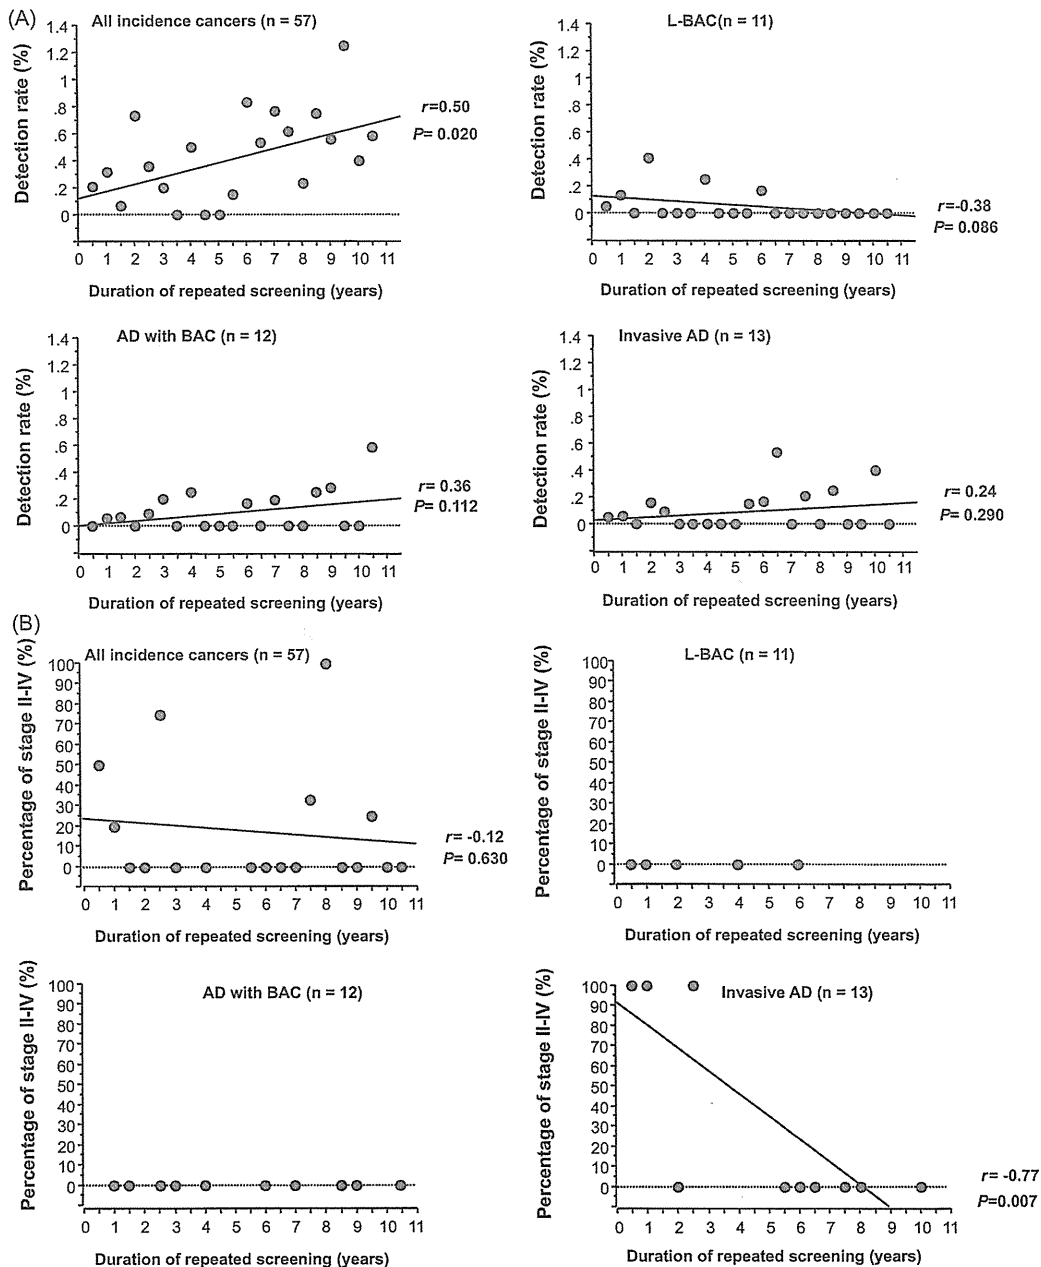 (A)
All incidence cancers (n = 57)
Detection rate (%)
1.4
1.2
1
.8
.6
.4
.2
0
0 1 2 3 4 5 6 7 8 9 10 11
Duration of repeated screening (years)
r=0.50
P= 0.020
L-BAC(n = 11)
Detection rate (%)
1.4
1.2
1
.8
.6
.4
.2
0
0 1 2 3 4 5 6 7 8 9 10 11
Duration of repeated screening (years)
r=-0.38
P= 0.086
AD with BAC (n = 12)
Detection rate (%)
1.4
1.2
1
.8
.6
.4
.2
0
0 1 2 3 4 5 6 7 8 9 10 11
Duration of repeated screening (years)
r= 0.36
P= 0.112
Invasive AD (n = 13)
Detection rate (%)
1.4
1.2
1
.8
.6
.4
.2
0
0 1 2 3 4 5 6 7 8 9 10 11
Duration of repeated screening (years)
r= 0.24
P= 0.290
(B)
All incidence cancers (n = 57)
Percentage of stage II-IV (%)
100
90
80
70
60
50
40
30
20
10
0
0 1 2 3 4 5 6 7 8 9 10 11
Duration of repeated screening (years)
r= -0.12
P= 0.630
L-BAC (n = 11)
Percentage of stage II-IV (%)
100
90
80
70
60
50
40
30
20
10
0
0 1 2 3 4 5 6 7 8 9 10 11
Duration of repeated screening (years)
AD with BAC (n = 12)
Percentage of stage II-IV (%)
100
90
80
70
60
50
40
30
20
10
0
0 1 2 3 4 5 6 7 8 9 10 11
Duration of repeated screening (years)
Invasive AD (n = 13)
Percentage of stage II-IV (%)
100
90
80
70
60
50
40
30
20
10
0
0 1 2 3 4 5 6 7 8 9 10 11
Duration of repeated screening (years)
r= -0.77
P=0.007